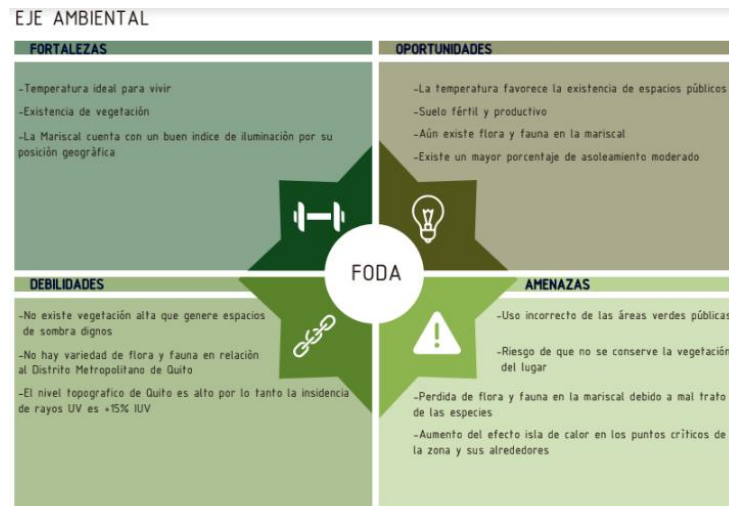 EJE AMBIENTAL
FORTALEZAS
-Temperatura ideal para vivir
-Existencia de vegetación
-La Mariscal cuenta con un buen indice de iluminación por su
posición geogràfica
OPORTUNIDADES
-La temperatura favorece la existencia de espacios públicos
-Suelo fértil y productivo
-Aún existe flora y fauna en la mariscal
-Existe un mayor porcentaje de asoleamiento moderado
FODA
DEBILIDADES
-No existe vegetación alta que genere espacios
de sombra dignos
-No hay variedad de flora y fauna en relaciòn
al Distrito Metropolitano de Quito
-El nivel topografico de Quito es alto por lo tanto la insidencia
de rayos UV es +15% IUV
AMENAZAS
-Uso incorrecto de las áreas verdes públicas
-Riesgo de que no se conserve la vegetación
del lugar
-Perdida de flora y fauna en la mariscal debido a mal trato
de las especies
-Aumento del efecto isla de calor en los puntos crìticos de
la zona y sus alrededores